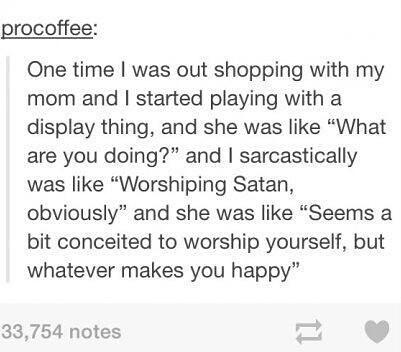 procoffee:
One time I was out shopping with my
mom and I started playing with a
display thing, and she was like “What
are you doing?” and I sarcastically
was like “Worshiping Satan,
obviously” and she was like “Seems a
bit conceited to worship yourself, but
whatever makes you happy”
33,754 notes